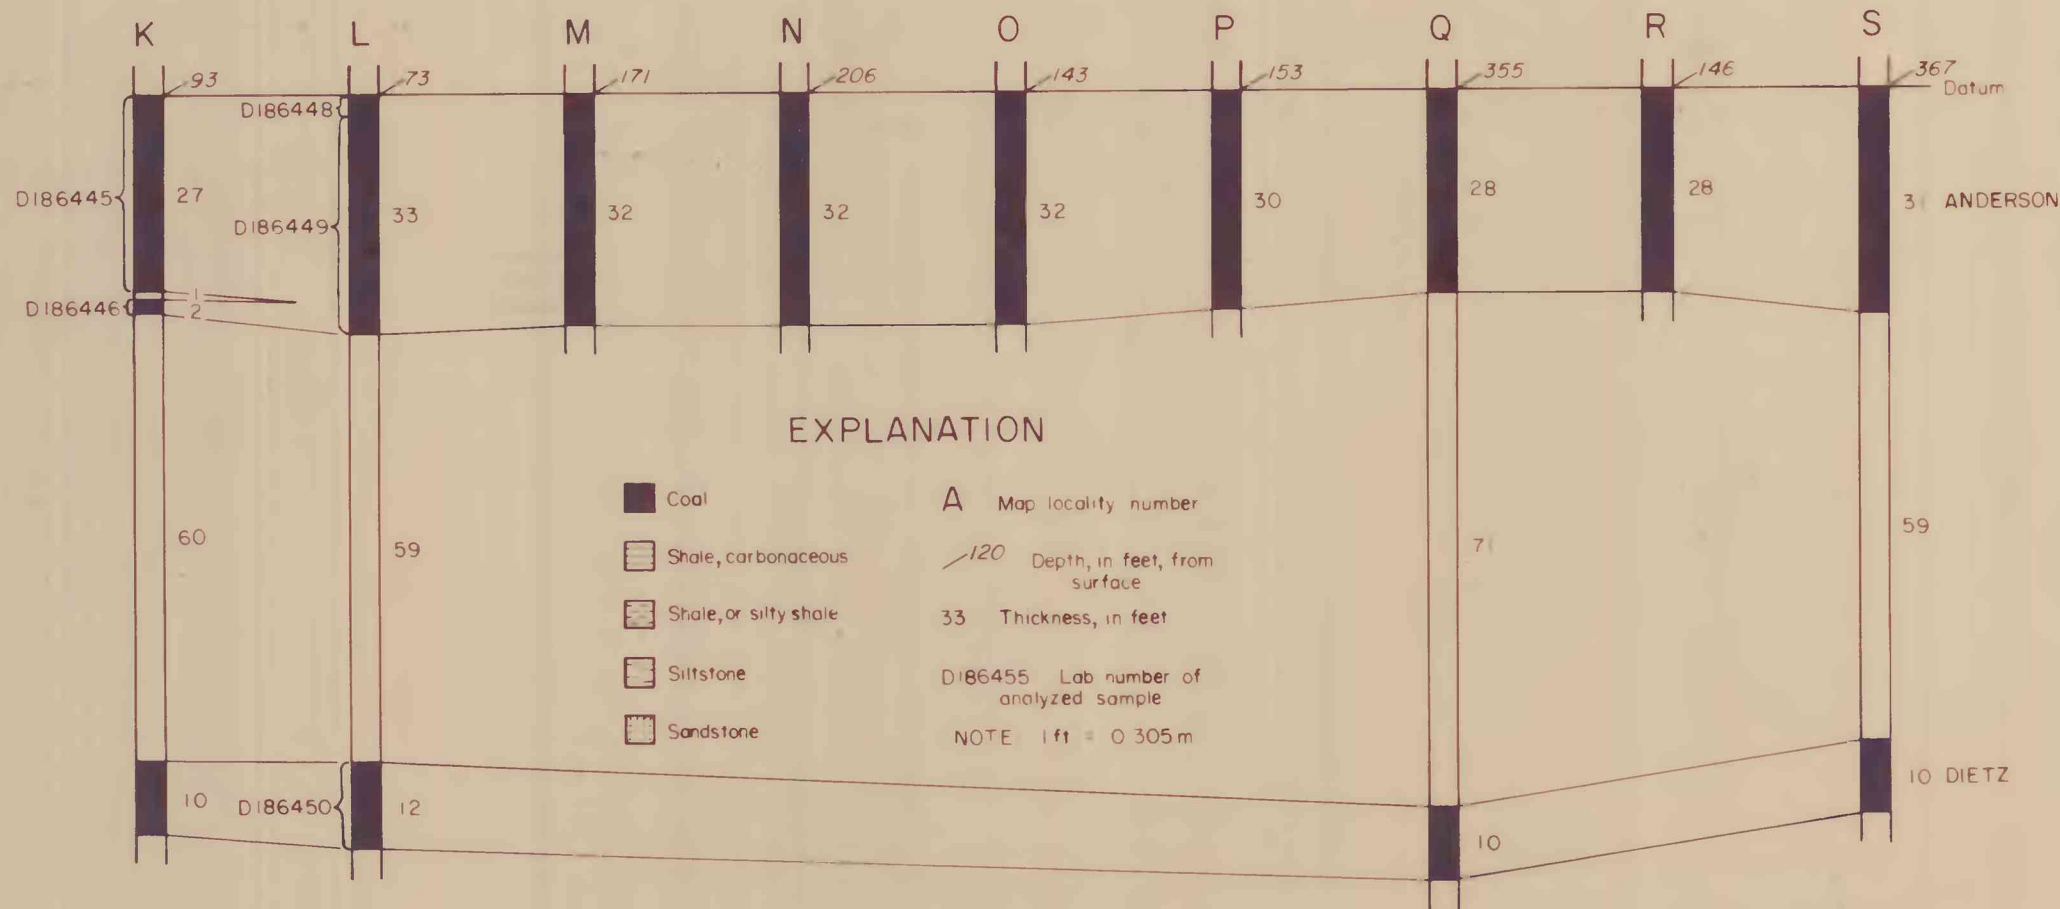 K L M N O P Q R S
93 73 171 206 143 153 355 146 367
Datum
D186448
D186445
27
D186449
33
32
32
32
30
28
28
ANDERSON
1
D186446
2
EXPLANATION
Coal
A Map locality number
Shale, carbonaceous
120 Depth, in feet, from
surface
Shale, or silty shale
33 Thickness, in feet
Siltstone
D186455 Lab number of
analyzed sample
Sandstone
NOTE 1 ft = 0 305 m
60
59
59
10
D186450
12
10
10 DIETZ